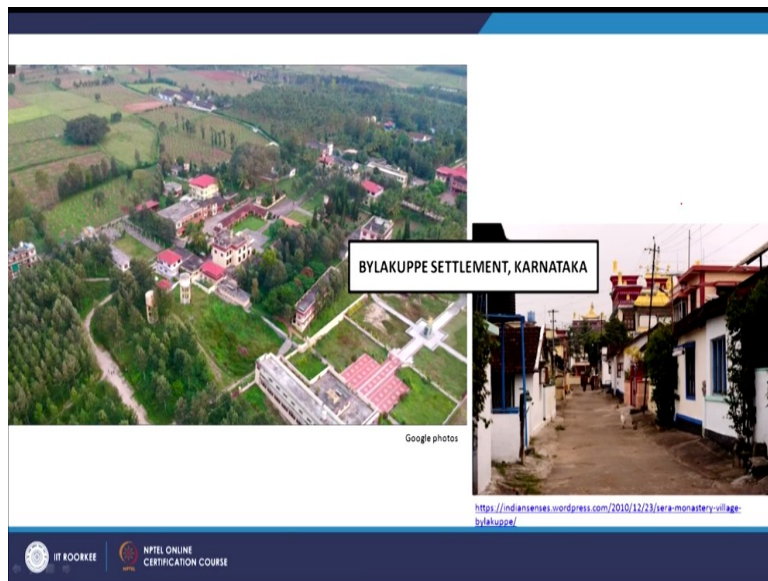 BYLAKUPPE SETTLEMENT, KARNATAKA
Google photos
https://indiansenses.wordpress.com/2010/12/23/sera-monastery-village-
bylakuppe/
IIT ROORKEE
NPTEL ONLINE
CERTIFICATION COURSE